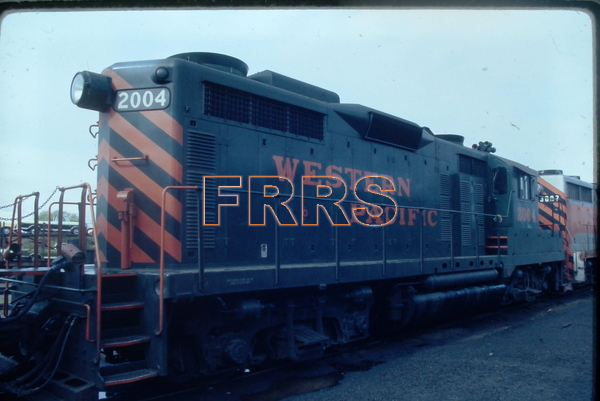 2004
WESTERN
FRRS
PACIFIC